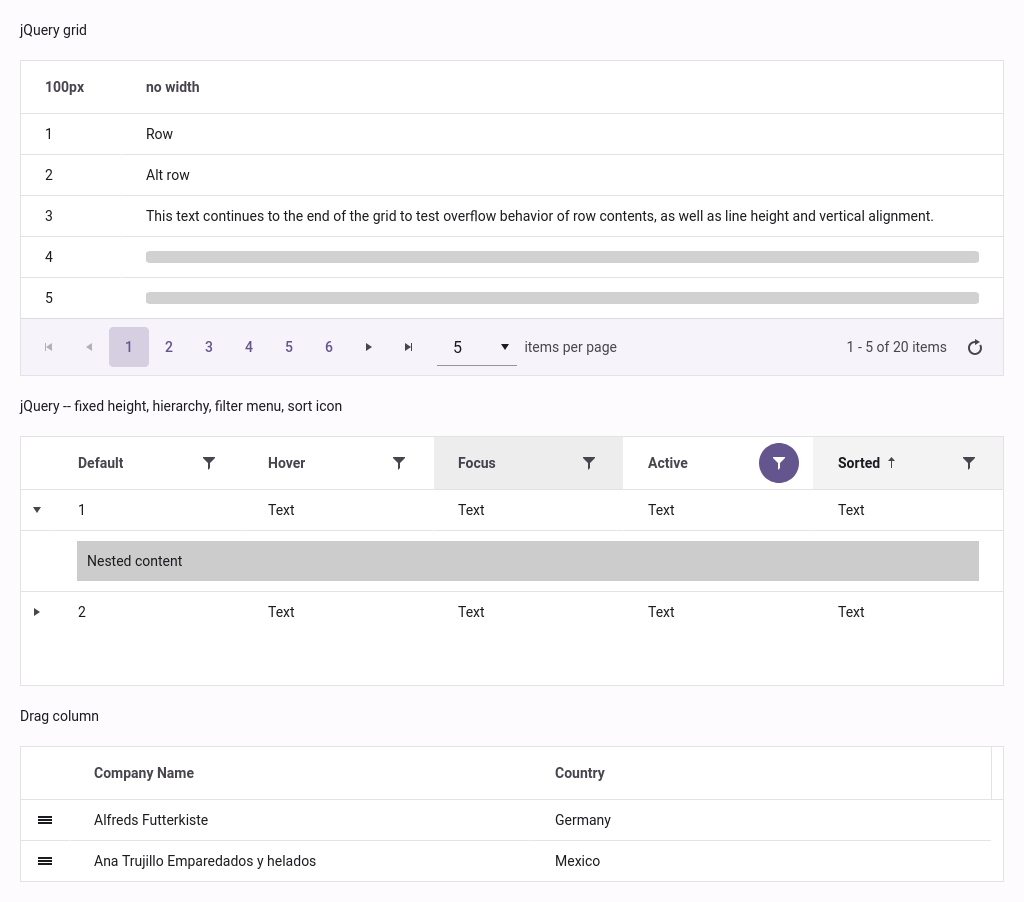 jQuery grid
100px no width
1 Row
2 Alt row
3 This text continues to the end of the grid to test overflow behavior of row contents, as well as line height and vertical alignment.
4
5
1 2 3 4 5 6 5 items per page 1 - 5 of 20 items
jQuery -- fixed height, hierarchy, filter menu, sort icon
Default Hover Focus Active Sorted
1 Text Text Text Text
Nested content
2 Text Text Text Text
Drag column
Company Name Country
Alfreds Futterkiste Germany
Ana Trujillo Emparedados y helados Mexico